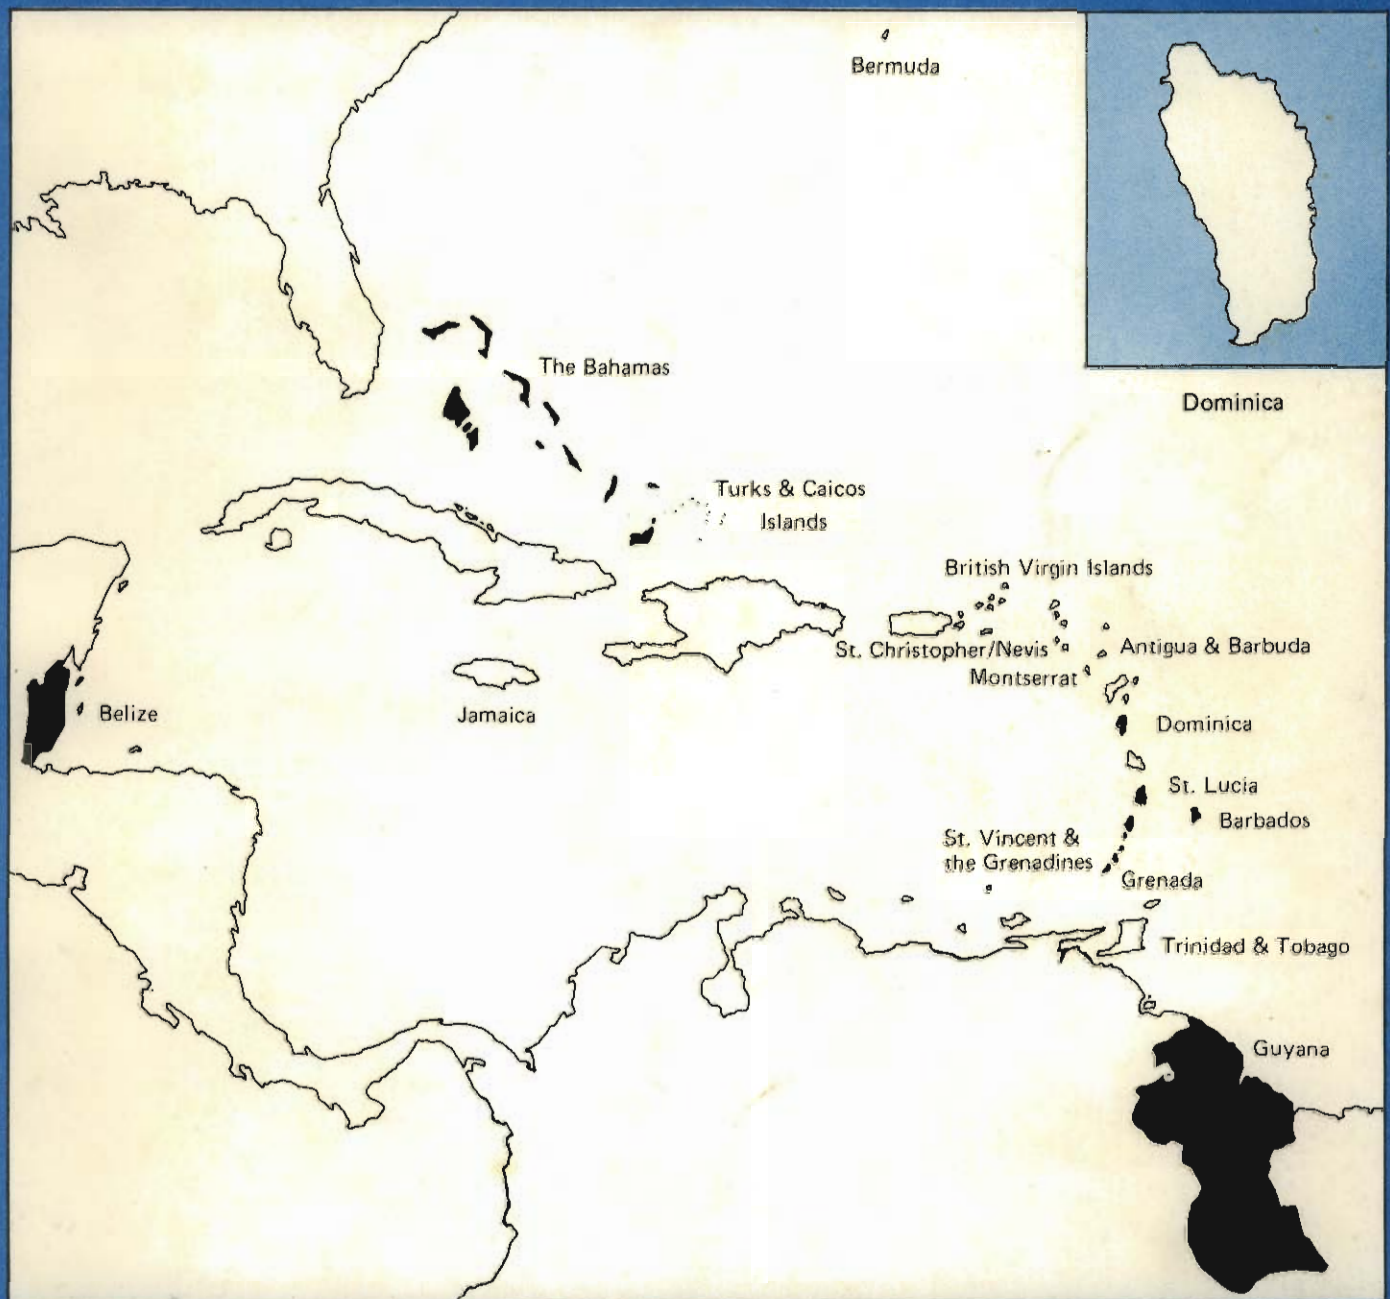 Bermuda
Dominica
The Bahamas
Turks & Caicos
Islands
British Virgin Islands
St. Christopher/Nevis
Antigua & Barbuda
Montserrat
Belize
Jamaica
Dominica
St. Lucia
Barbados
St. Vincent &
the Grenadines
Grenada
Trinidad & Tobago
Guyana